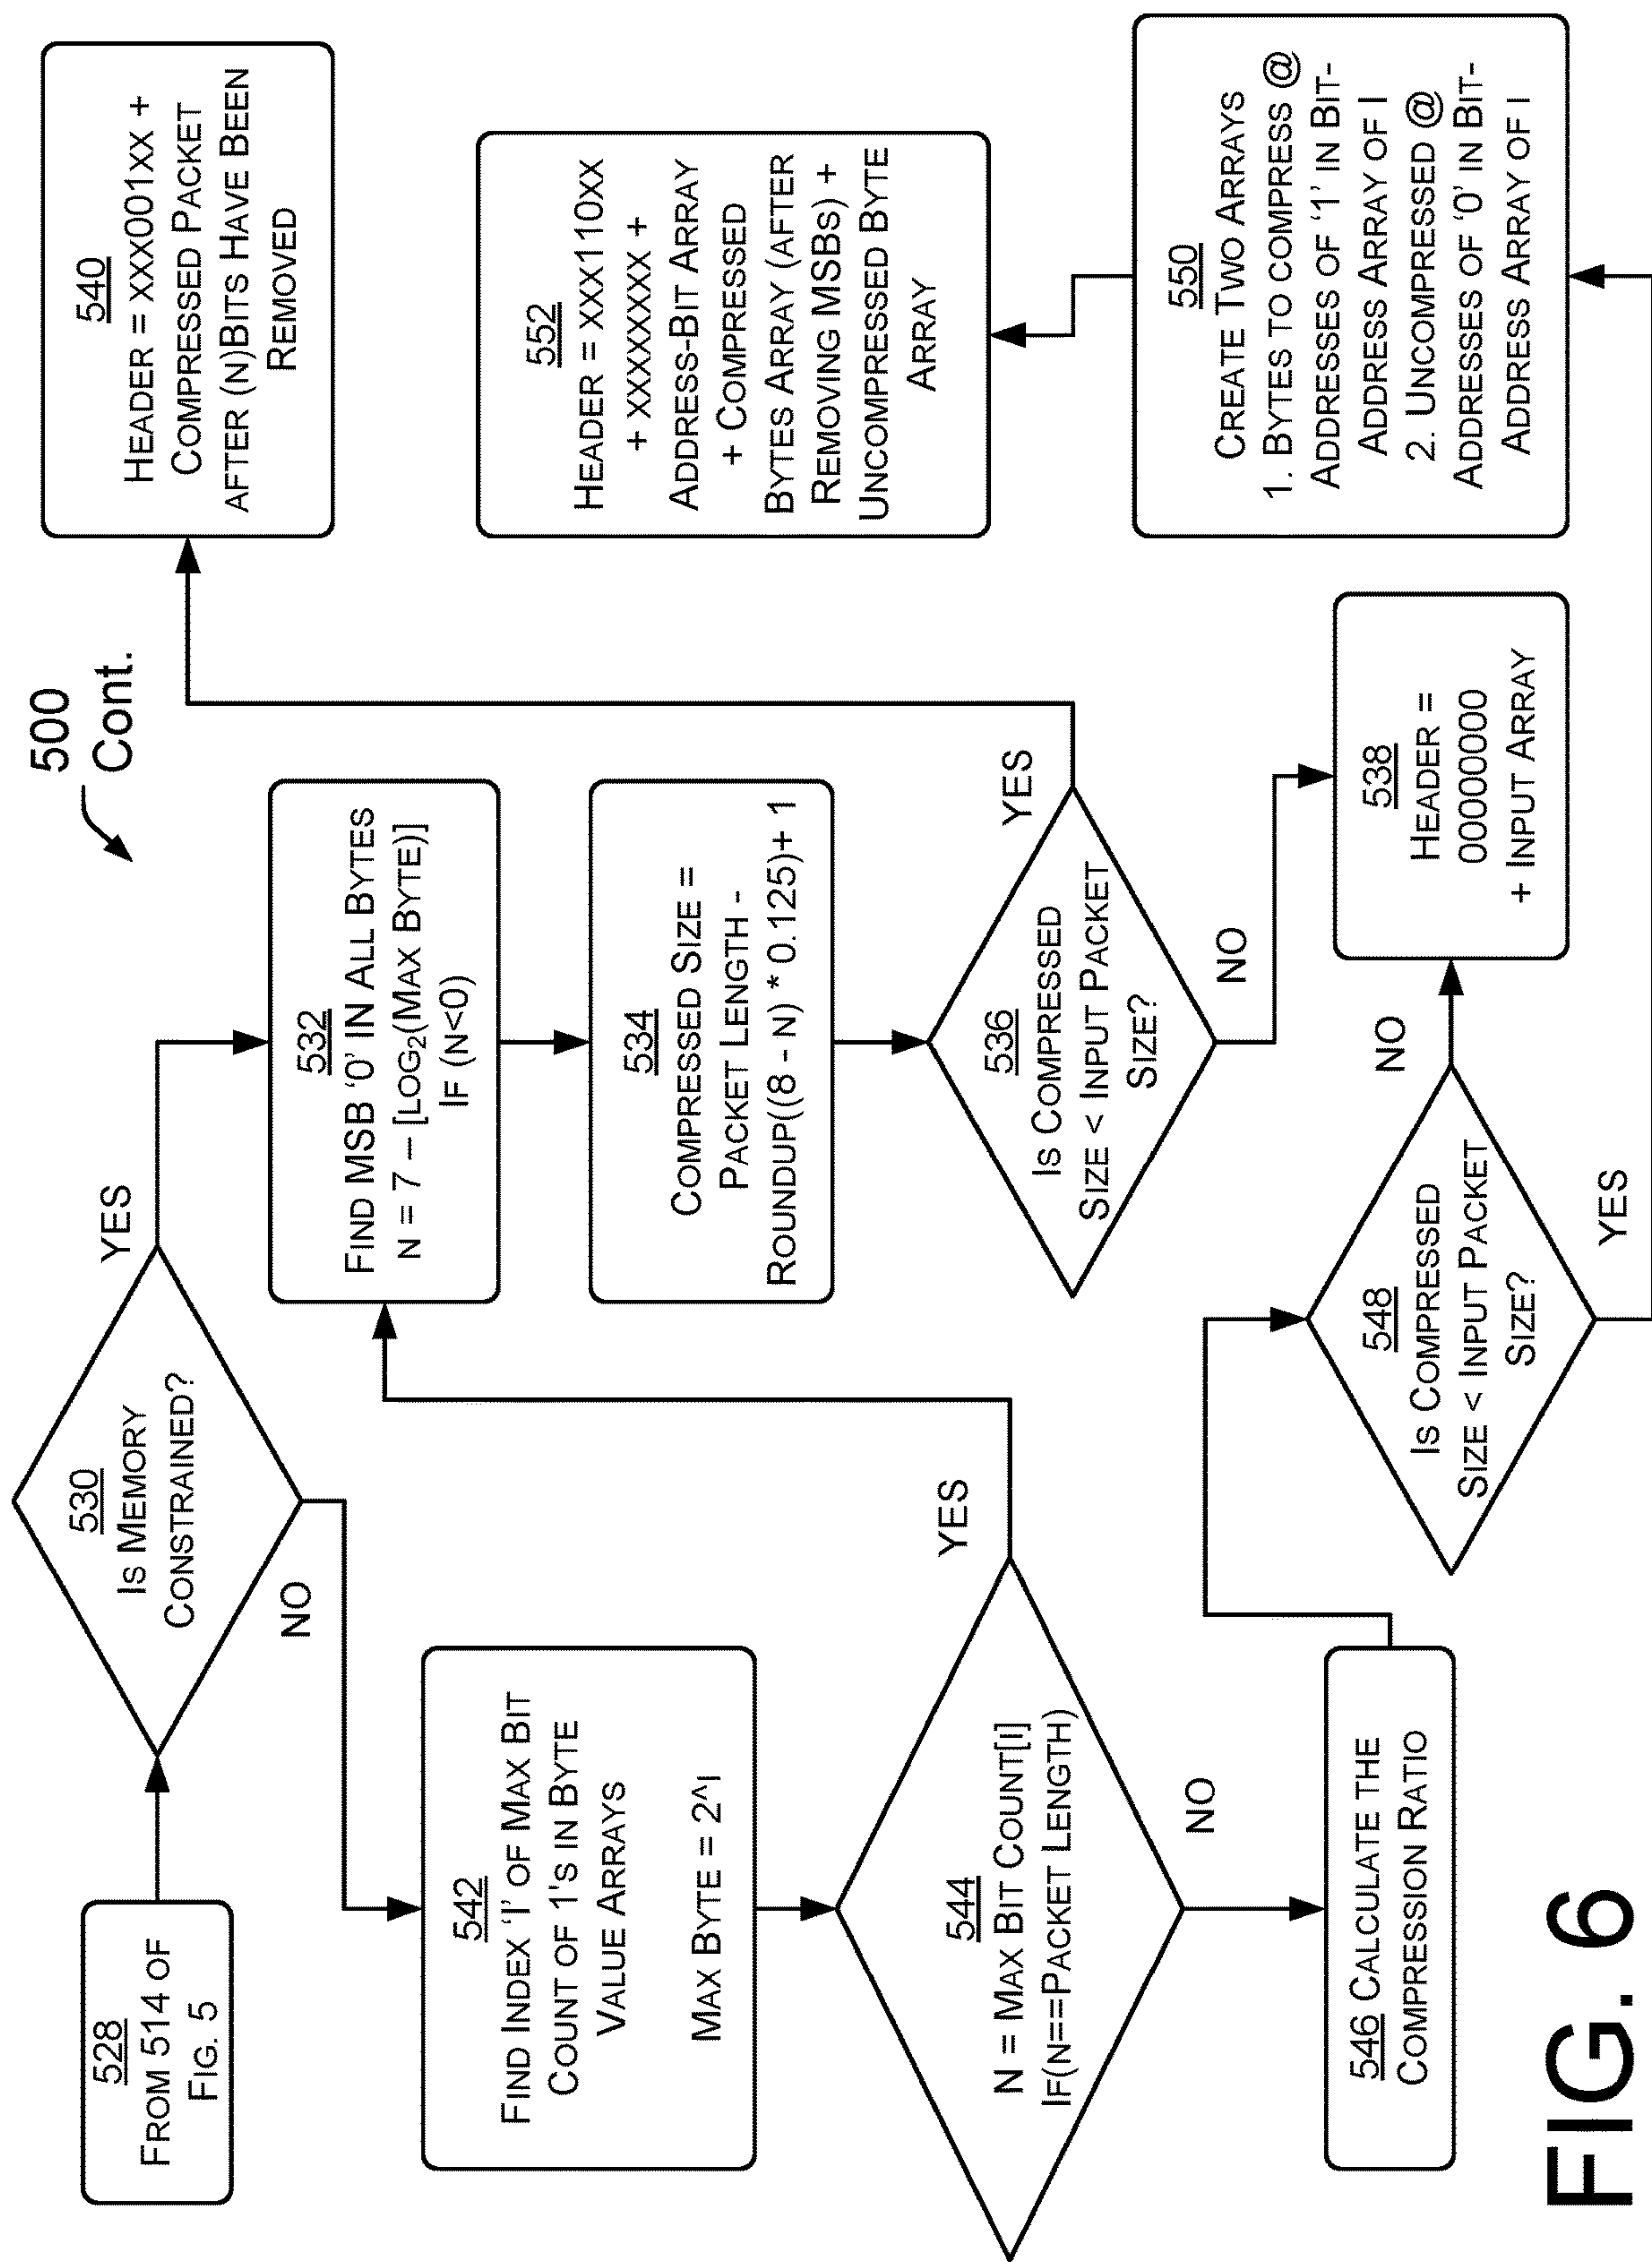 500
Cont.
528
From 514 of
Fig. 5
530
Is Memory
Constrained?
YES
NO
532
Find MSB ‘0’ in All Bytes
n = 7 – [log₂(Max Byte)]
If (n<0)
534
Compressed Size =
Packet Length -
Roundup((8 - n) * 0.125)+ 1
536
Is Compressed
Size < Input Packet
Size?
YES
NO
538
Header =
00000000
+ Input Array
540
Header = xxx001xx +
Compressed Packet
after (n)Bits Have Been
Removed
542
Find Index ‘I’ of Max Bit
Count of 1's in Byte
Value Arrays
Max Byte = 2^i
544
N = Max Bit Count[i]
If(n==Packet Length)
YES
NO
546 Calculate the
Compression Ratio
548
Is Compressed
Size < Input Packet
Size?
NO
YES
550
Create Two Arrays
1. Bytes to compress @
Addresses of ‘1’ in Bit-
Address Array of I
2. Uncompressed @
Addresses of ‘0’ in Bit-
Address Array of i
552
Header = xxx110xx
+ xxxxxxxx +
Address-Bit Array
+ Compressed
Bytes Array (after
removing MSBs) +
Uncompressed Byte
Array
FIG. 6